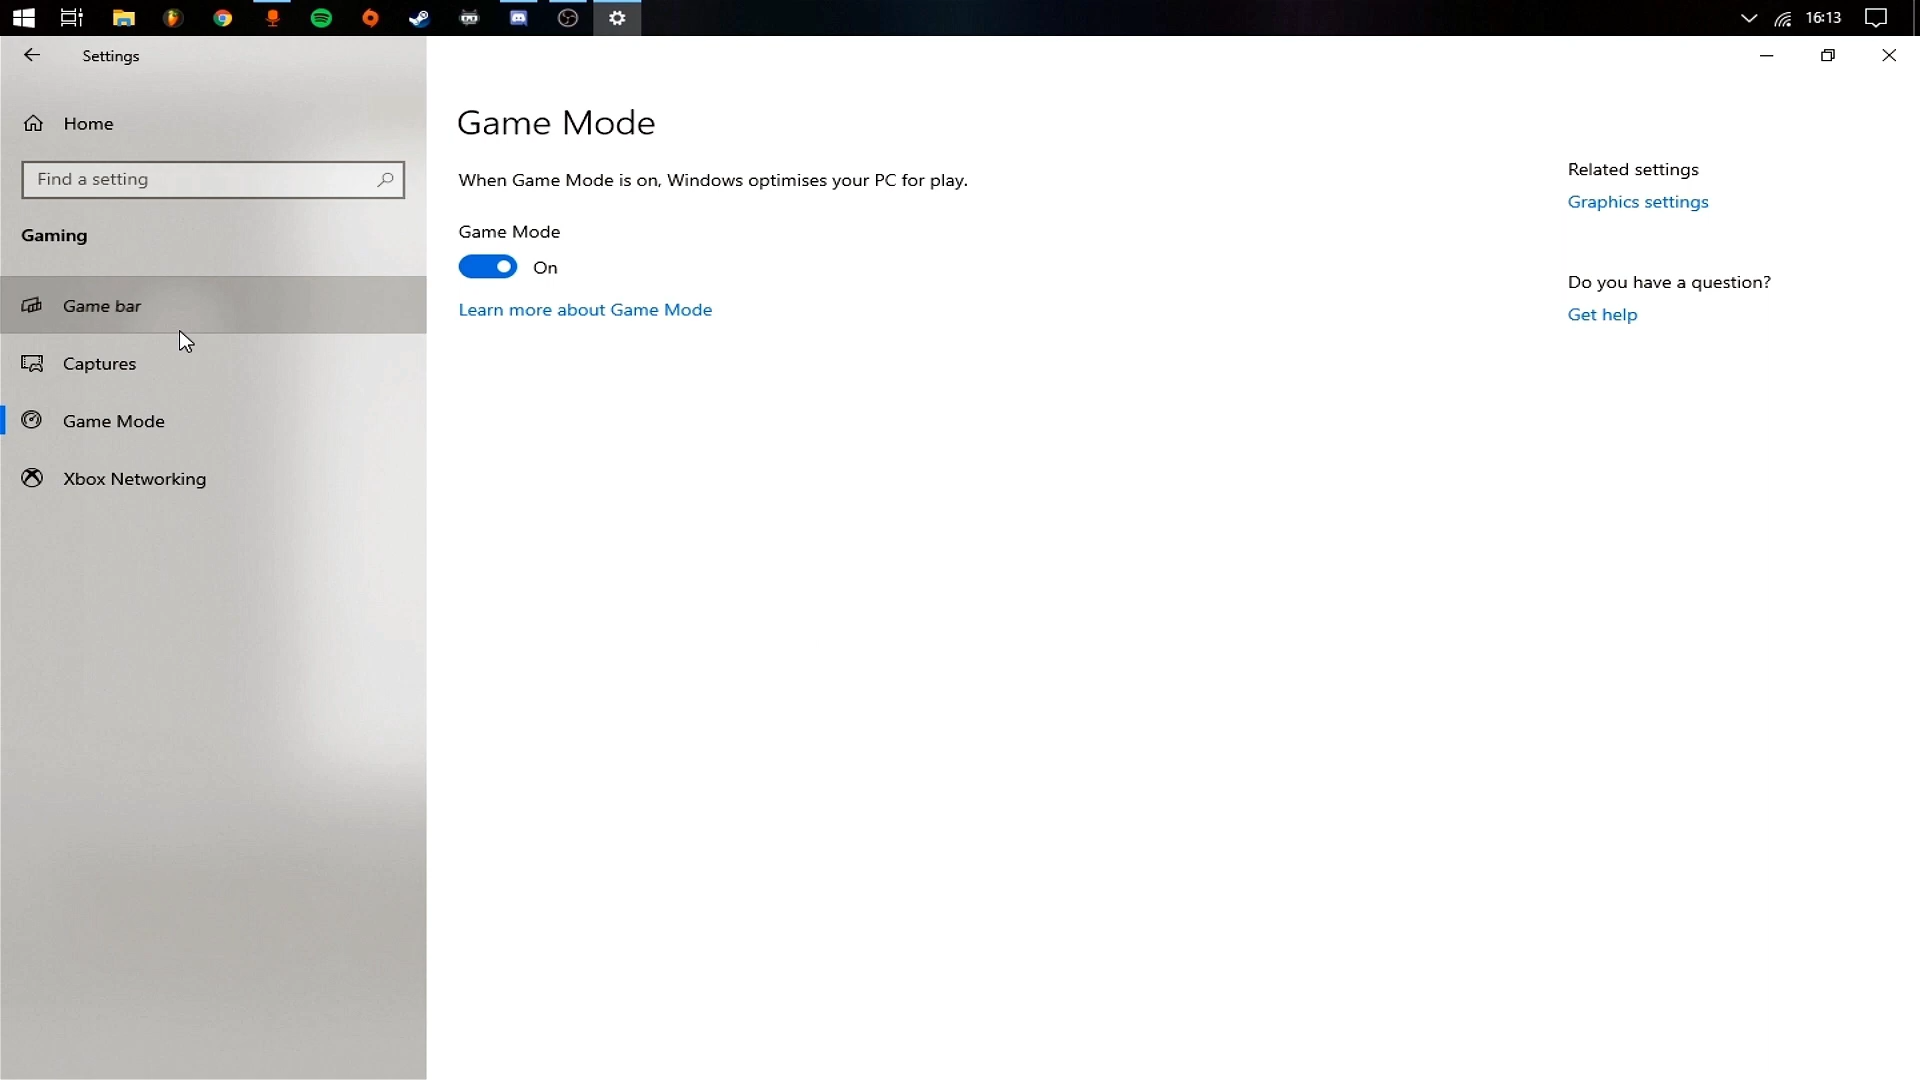 16:13
Settings
Home
Find a setting
Gaming
Game bar
Captures
Game Mode
Xbox Networking
Game Mode
When Game Mode is on, Windows optimises your PC for play.
Game Mode
On
Learn more about Game Mode
Related settings
Graphics settings
Do you have a question?
Get help